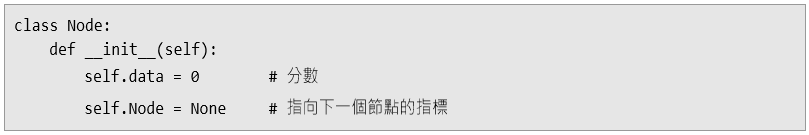 class Node:
    def __init__(self):
        self.data = 0        # 分數
        self.Node = None     # 指向下一個節點的指標